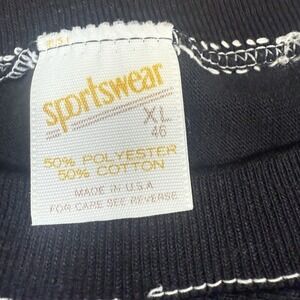 sportswear
XL
46
50% POLYESTER
50% COTTON
MADE IN U.S.A
FOR CARE SEE REVERSE